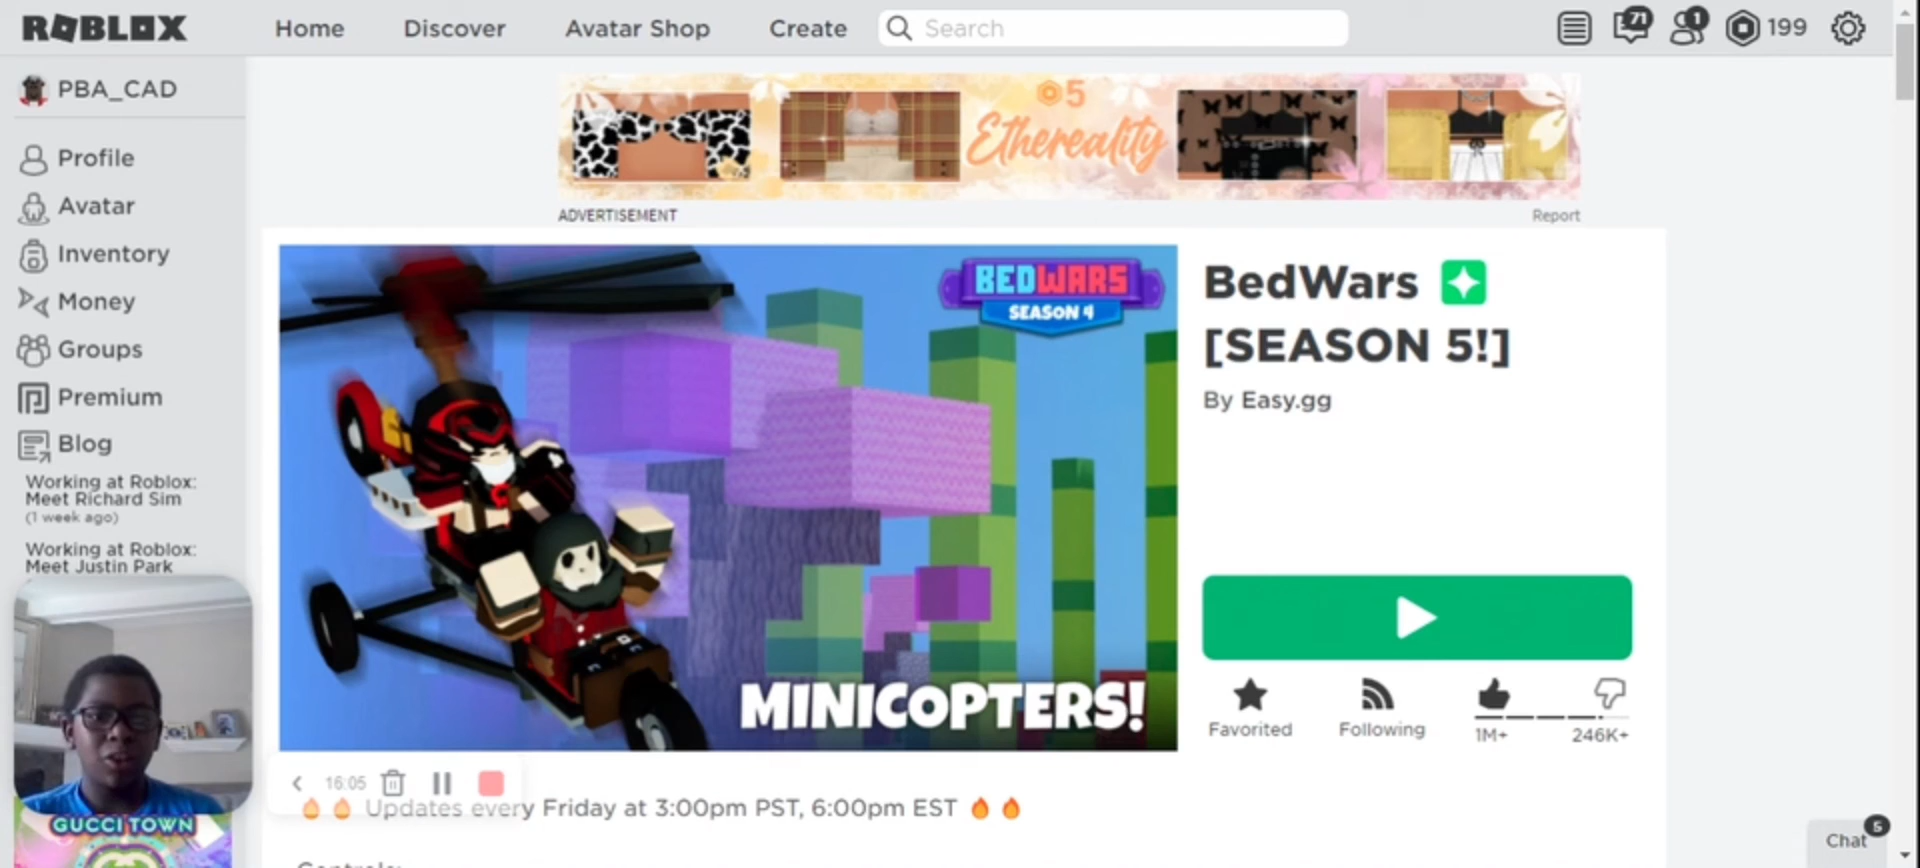 ROBLOX
Home
Discover
Avatar Shop
Create
Search
71
1
199
PBA_CAD
Profile
Avatar
Inventory
Money
Groups
Premium
Blog
Working at Roblox:
Meet Richard Sim
(1 week ago)
Working at Roblox:
Meet Justin Park
GUCCI TOWN
5
Ethereality
ADVERTISEMENT
Report
BEDWARS
SEASON 4
MINICOPTERS!
BedWars
[SEASON 5!]
By Easy.gg
Favorited
Following
1M+
246K+
16:05
Updates every Friday at 3:00pm PST, 6:00pm EST
Chat
5